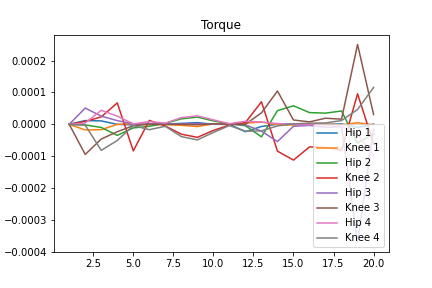 Torque
0.0002
0.0001
0.0000
−0.0001
−0.0002
−0.0003
−0.0004
2.5 5.0 7.5 10.0 12.5 15.0 17.5 20.0
Hip 1
Knee 1
Hip 2
Knee 2
Hip 3
Knee 3
Hip 4
Knee 4